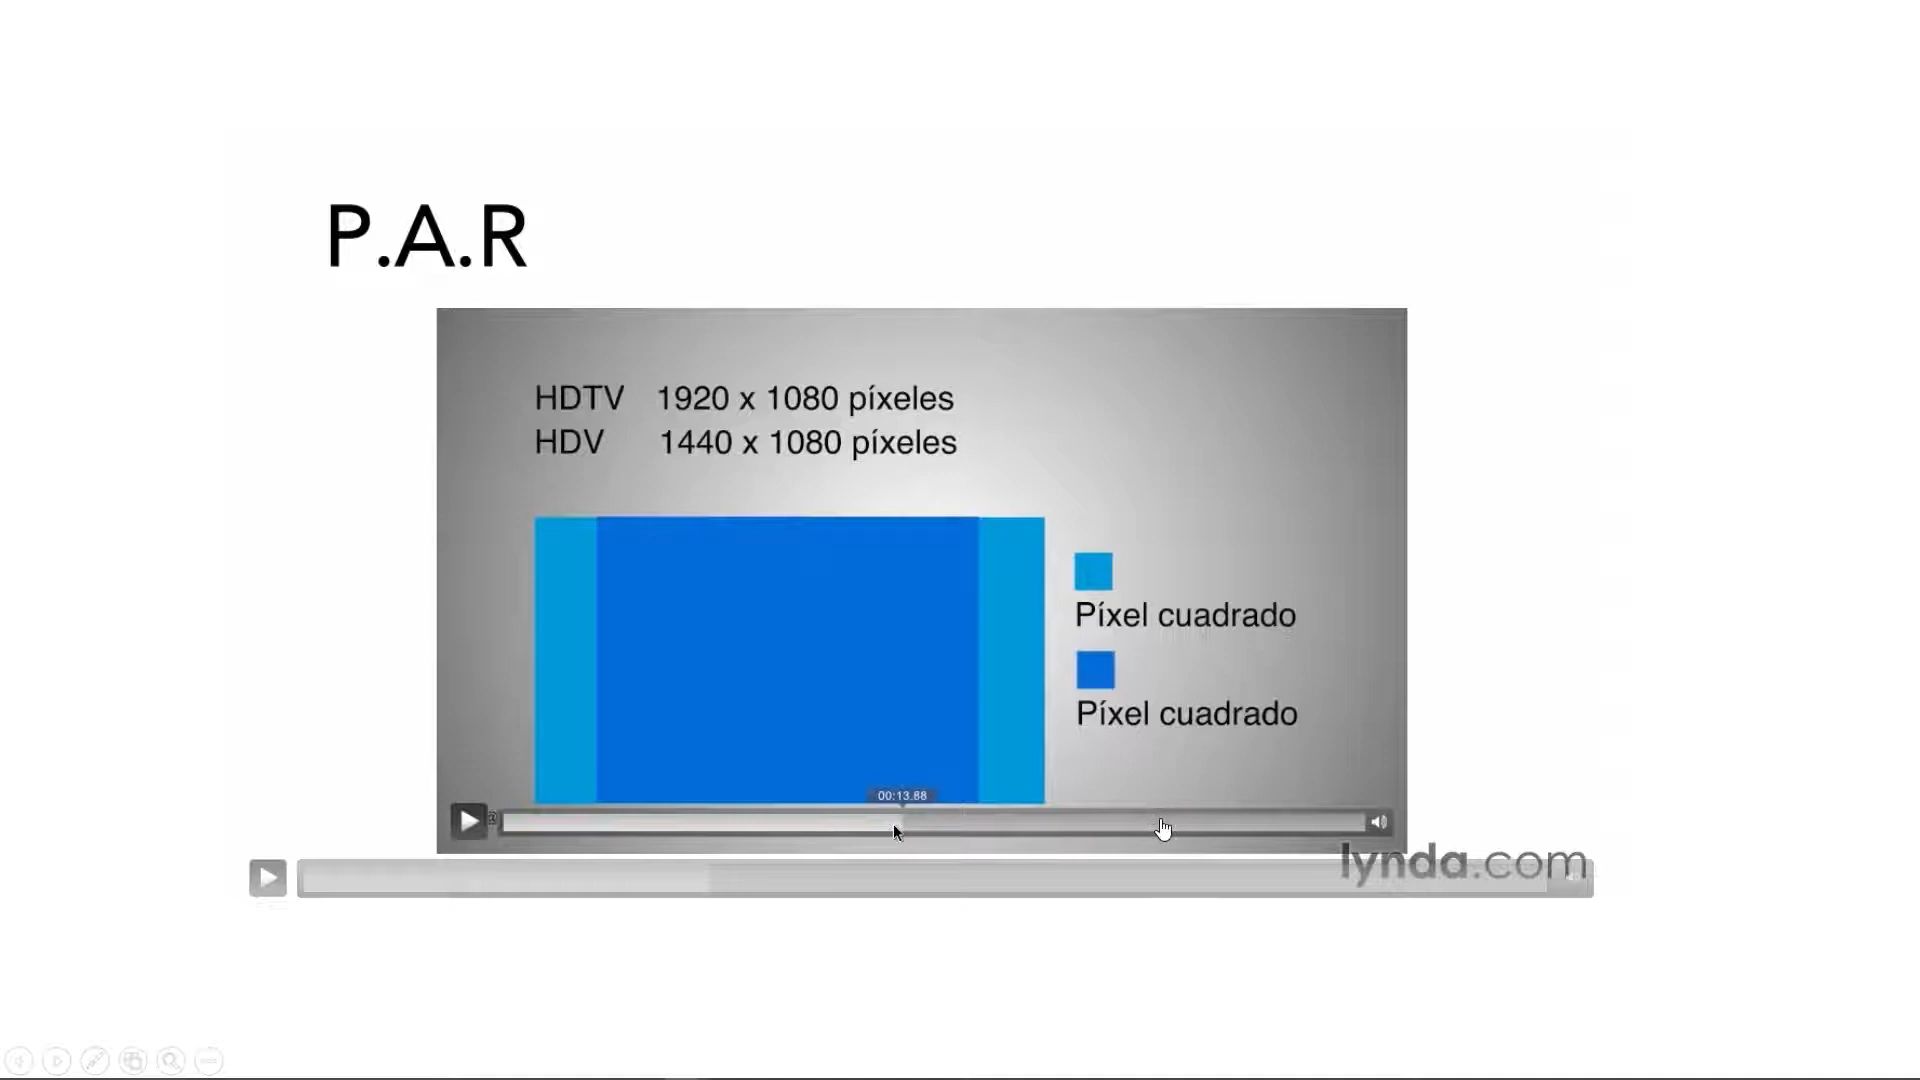 P.A.R
HDTV 1920 x 1080 píxeles
HDV 1440 x 1080 píxeles
Píxel cuadrado
Píxel cuadrado
00:13.88
lynda.com